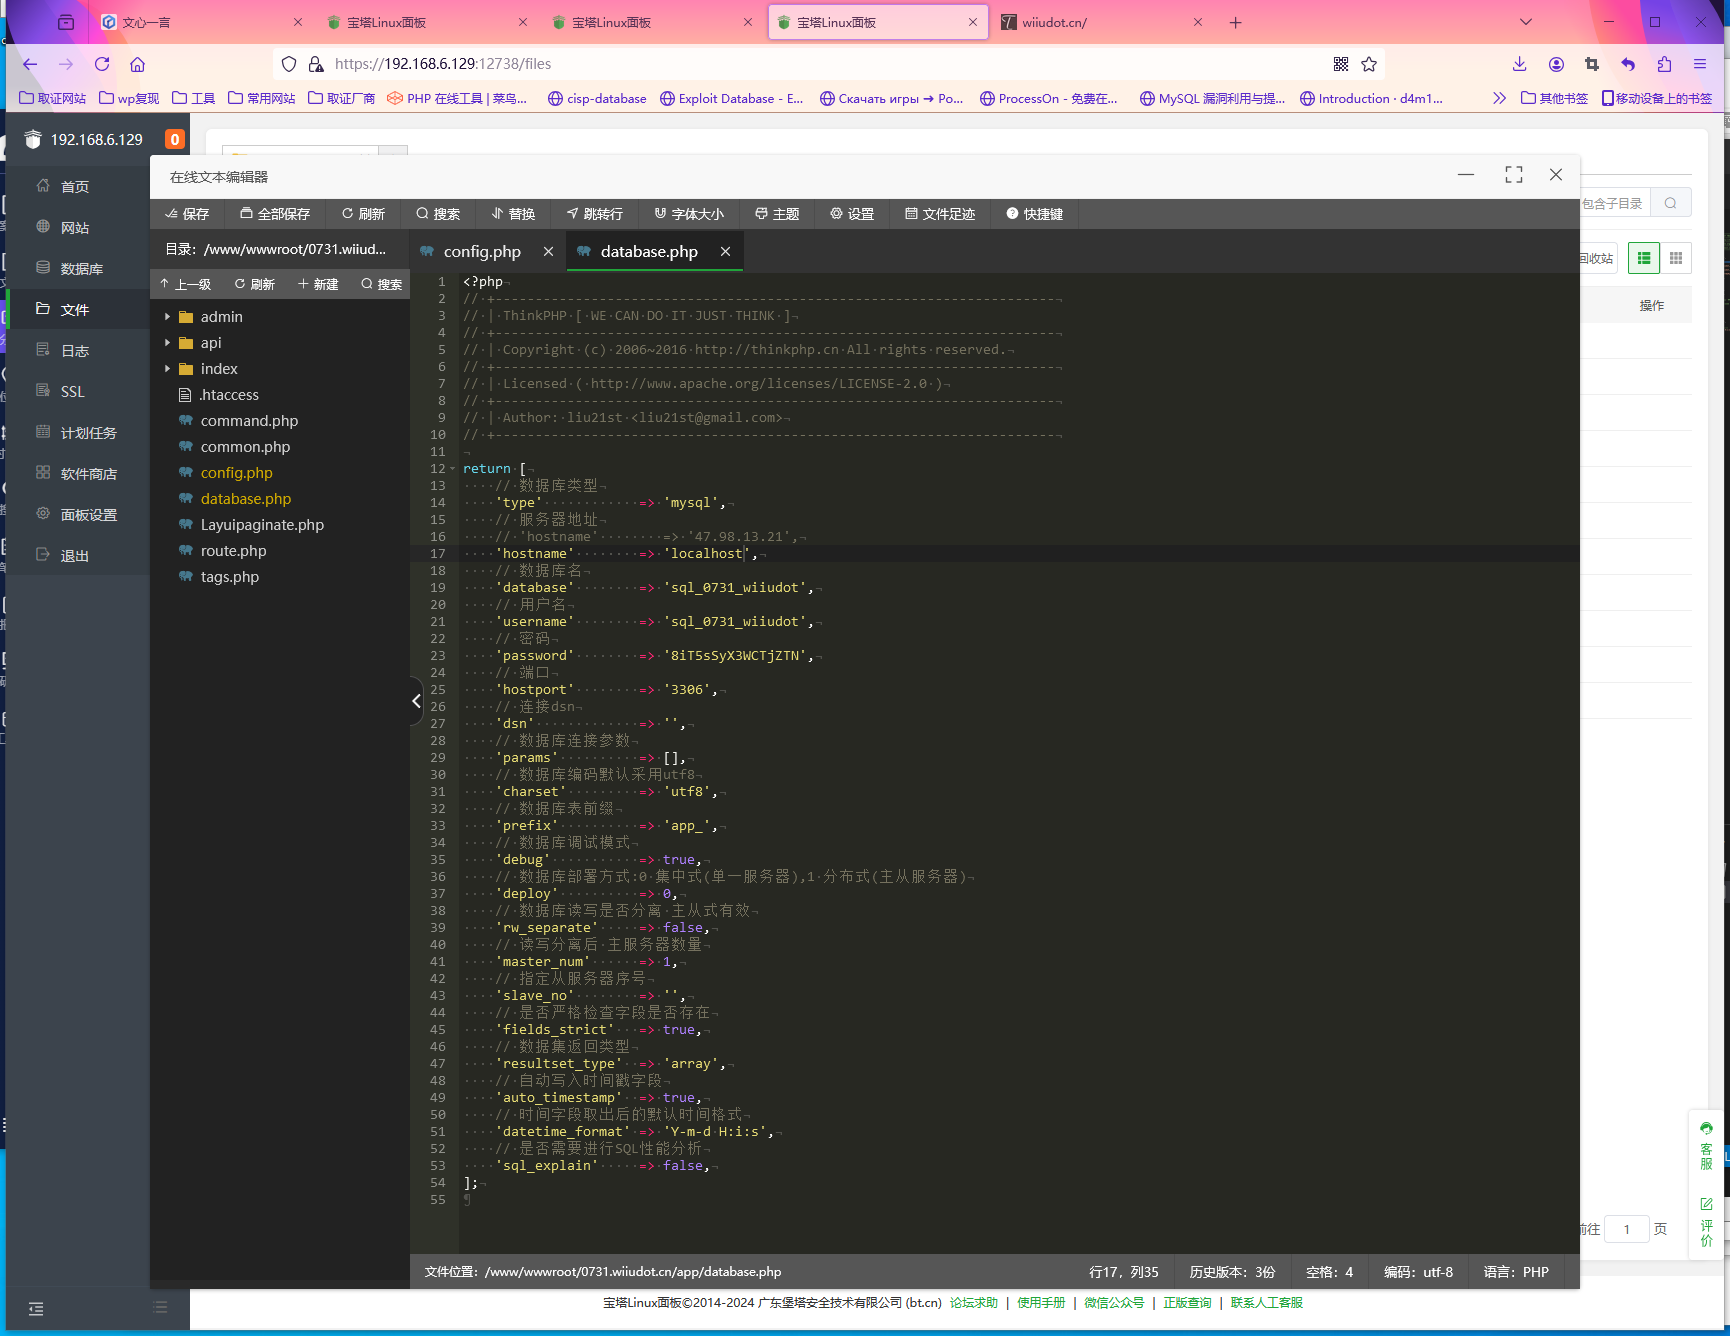 文心一言
宝塔Linux面板
宝塔Linux面板
宝塔Linux面板
wiiudot.cn/
https://192.168.6.129:12738/files
取证网站 wp复现 工具 常用网站 取证厂商 PHP 在线工具 | 菜鸟... cisp-database Exploit Database - E... Скачать игры → Po... ProcessOn - 免费在... MySQL 漏洞利用与提... Introduction · d4m1... 其他书签 移动设备上的书签
192.168.6.129 0
首页
网站
数据库
文件
日志
SSL
计划任务
软件商店
面板设置
退出
包含子目录
回收站
操作
在线文本编辑器
保存 全部保存 刷新 搜索 替换 跳转行 字体大小 主题 设置 文件足迹 快捷键
目录: /www/wwwroot/0731.wiiud...
上一级 刷新 新建 搜索
admin
api
index
.htaccess
command.php
common.php
config.php
database.php
Layuipaginate.php
route.php
tags.php
config.php database.php
1 <?php
2 // +----------------------------------------------------------------------
3 // | ThinkPHP [ WE CAN DO IT JUST THINK ]
4 // +----------------------------------------------------------------------
5 // | Copyright (c) 2006~2016 http://thinkphp.cn All rights reserved.
6 // +----------------------------------------------------------------------
7 // | Licensed ( http://www.apache.org/licenses/LICENSE-2.0 )
8 // +----------------------------------------------------------------------
9 // | Author: liu21st <liu21st@gmail.com>
10 // +----------------------------------------------------------------------
11
12 return [
13 // 数据库类型
14 'type' => 'mysql',
15 // 服务器地址
16 // 'hostname' => '47.98.13.21',
17 'hostname' => 'localhost',
18 // 数据库名
19 'database' => 'sql_0731_wiiudot',
20 // 用户名
21 'username' => 'sql_0731_wiiudot',
22 // 密码
23 'password' => '8iT5sSyX3WCTjZTN',
24 // 端口
25 'hostport' => '3306',
26 // 连接dsn
27 'dsn' => '',
28 // 数据库连接参数
29 'params' => [],
30 // 数据库编码默认采用utf8
31 'charset' => 'utf8',
32 // 数据库表前缀
33 'prefix' => 'app_',
34 // 数据库调试模式
35 'debug' => true,
36 // 数据库部署方式:0 集中式(单一服务器),1 分布式(主从服务器)
37 'deploy' => 0,
38 // 数据库读写是否分离 主从式有效
39 'rw_separate' => false,
40 // 读写分离后 主服务器数量
41 'master_num' => 1,
42 // 指定从服务器序号
43 'slave_no' => '',
44 // 是否严格检查字段是否存在
45 'fields_strict' => true,
46 // 数据集返回类型
47 'resultset_type' => 'array',
48 // 自动写入时间戳字段
49 'auto_timestamp' => true,
50 // 时间字段取出后的默认时间格式
51 'datetime_format' => 'Y-m-d H:i:s',
52 // 是否需要进行SQL性能分析
53 'sql_explain' => false,
54 ];
55
文件位置: /www/wwwroot/0731.wiiudot.cn/app/database.php 行17, 列35 历史版本: 3份 空格: 4 编码: utf-8 语言: PHP
客服
评价
前往 1 页
宝塔Linux面板©2014-2024 广东堡塔安全技术有限公司 (bt.cn) 论坛求助 | 使用手册 | 微信公众号 | 正版查询 | 联系人工客服